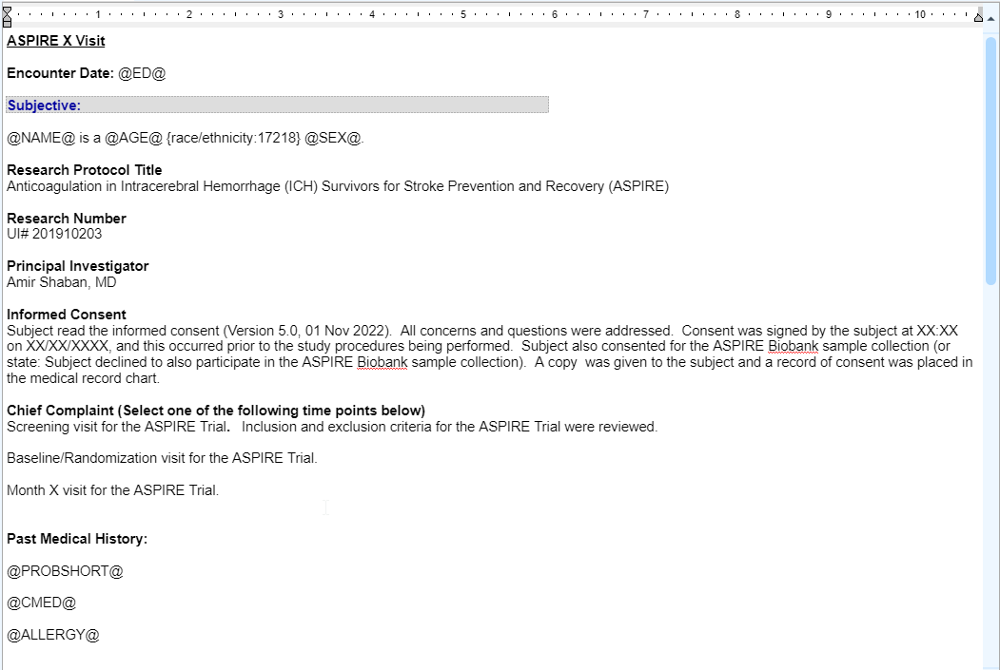 1 2 3 4 5 6 7 8 9 10
ASPIRE X Visit
Encounter Date: @ED@
Subjective:
@NAME@ is a @AGE@ {race/ethnicity:17218} @SEX@.
Research Protocol Title
Anticoagulation in Intracerebral Hemorrhage (ICH) Survivors for Stroke Prevention and Recovery (ASPIRE)
Research Number
UI# 201910203
Principal Investigator
Amir Shaban, MD
Informed Consent
Subject read the informed consent (Version 5.0, 01 Nov 2022).  All concerns and questions were addressed.  Consent was signed by the subject at XX:XX
on XX/XX/XXXX, and this occurred prior to the study procedures being performed.  Subject also consented for the ASPIRE Biobank sample collection (or
state: Subject declined to also participate in the ASPIRE Biobank sample collection).  A copy  was given to the subject and a record of consent was placed in
the medical record chart.
Chief Complaint (Select one of the following time points below)
Screening visit for the ASPIRE Trial.   Inclusion and exclusion criteria for the ASPIRE Trial were reviewed.
Baseline/Randomization visit for the ASPIRE Trial.
Month X visit for the ASPIRE Trial.
Past Medical History:
@PROBSHORT@
@CMED@
@ALLERGY@